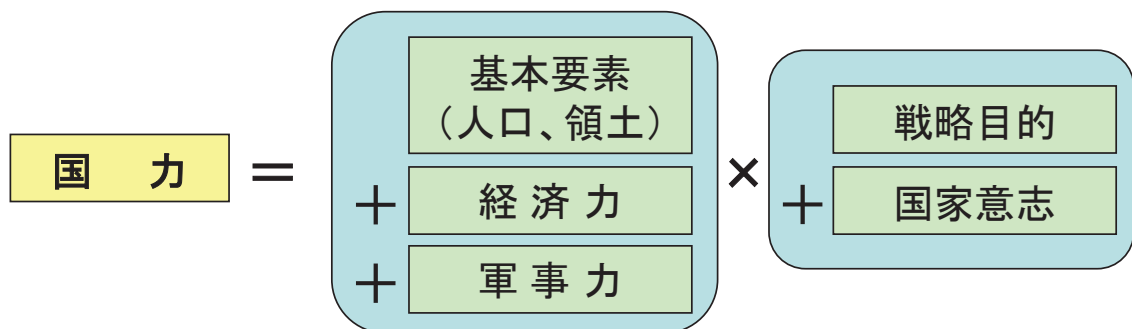 国 力
=
基本要素
(人口、領土)
+ 経済力
+ 軍事力
×
戦略目的
+ 国家意志